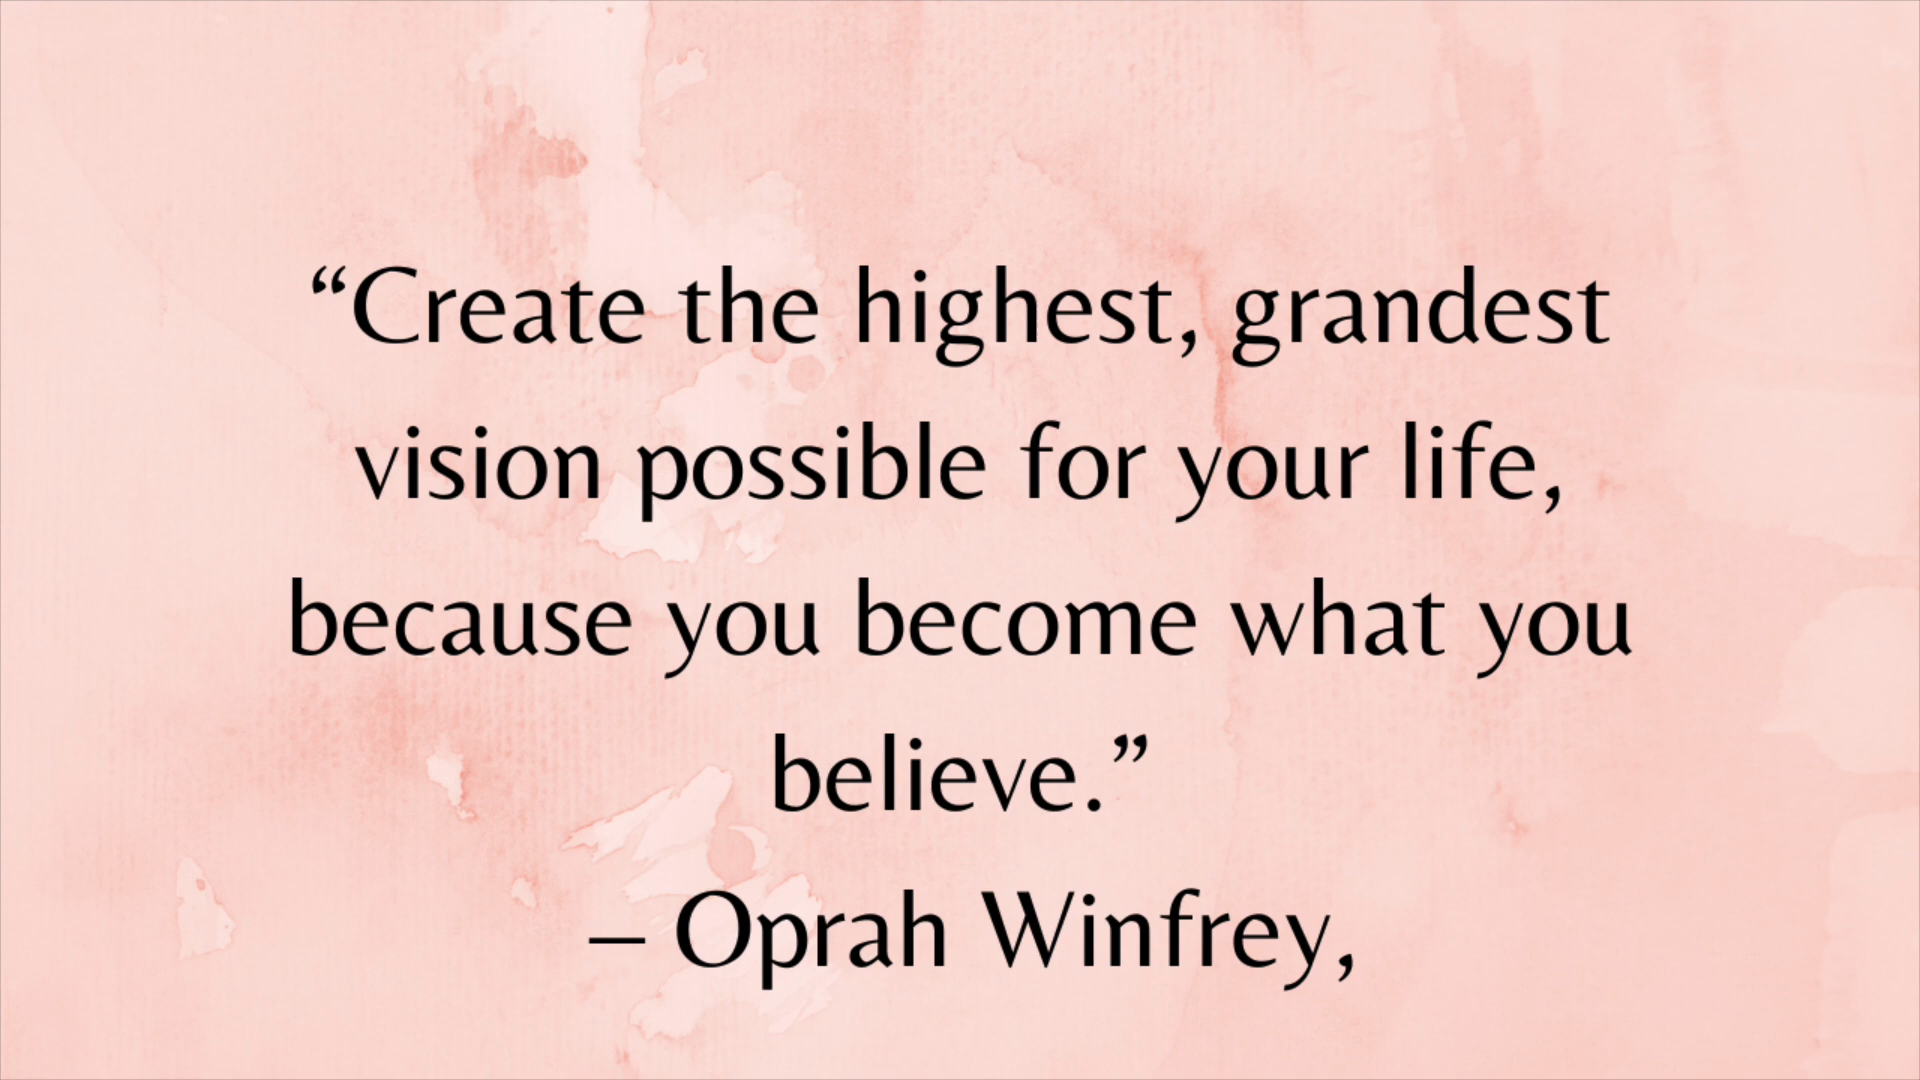 “Create the highest, grandest
vision possible for your life,
because you become what you
believe.”
– Oprah Winfrey,